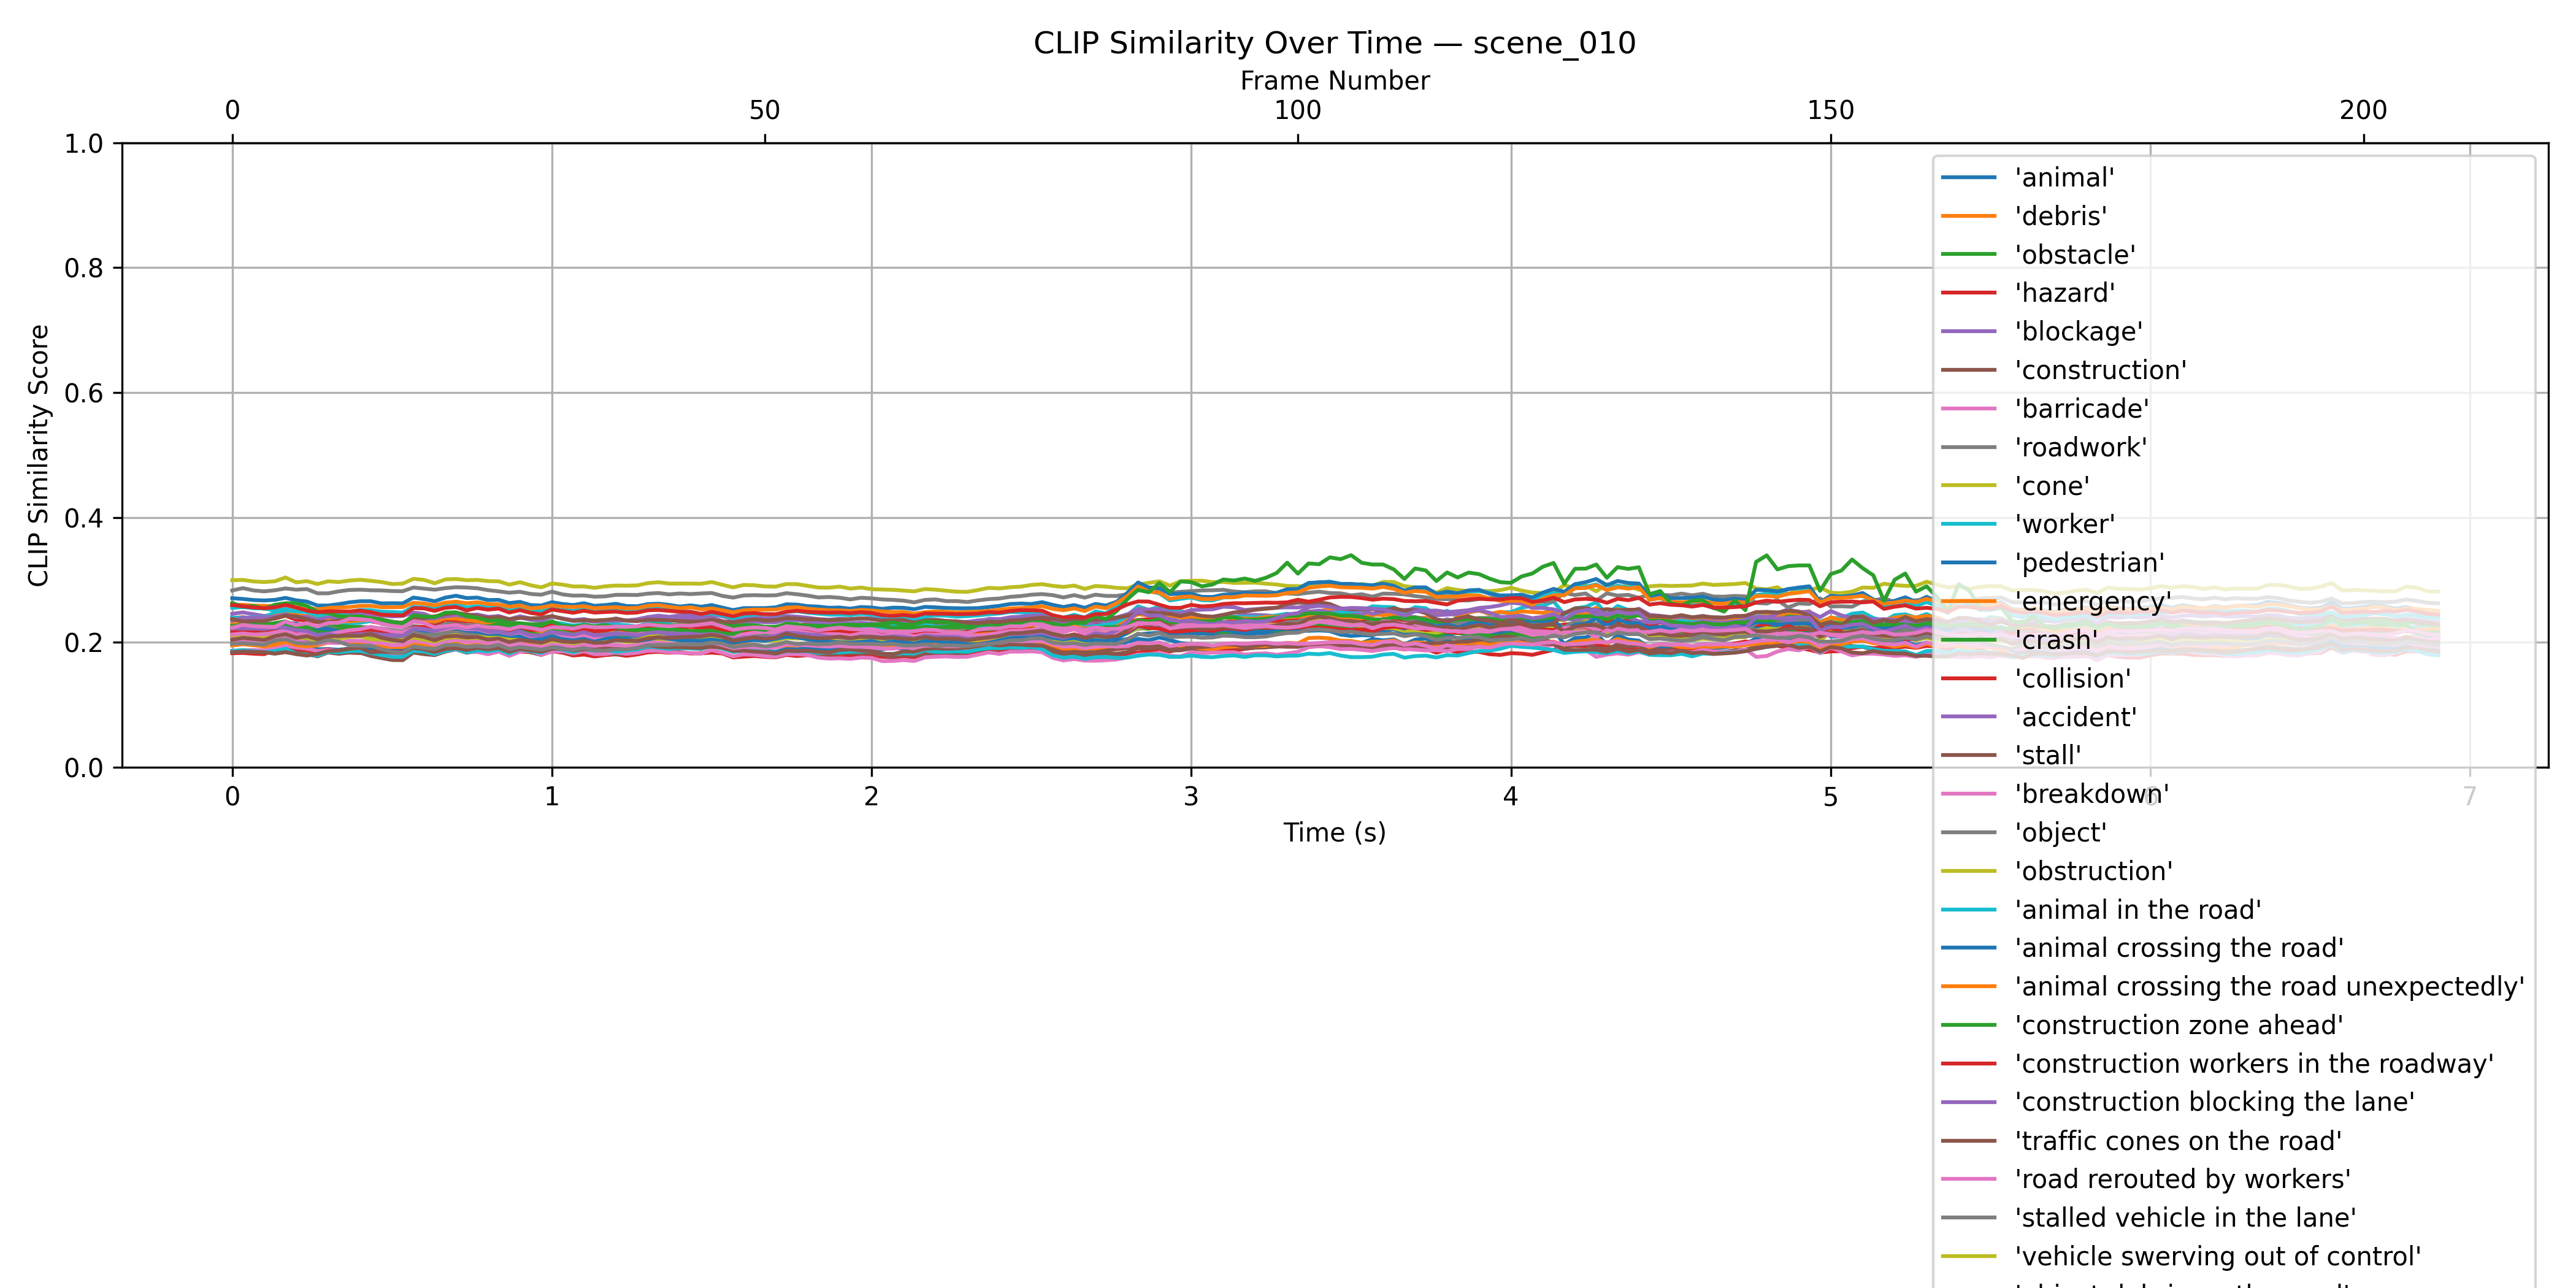 CLIP Similarity Over Time — scene_010
Frame Number
0 50 100 150 200
1.0
0.8
0.6
0.4
0.2
0.0
CLIP Similarity Score
0 1 2 3 4 5 6 7
Time (s)
'animal'
'debris'
'obstacle'
'hazard'
'blockage'
'construction'
'barricade'
'roadwork'
'cone'
'worker'
'pedestrian'
'emergency'
'crash'
'collision'
'accident'
'stall'
'breakdown'
'object'
'obstruction'
'animal in the road'
'animal crossing the road'
'animal crossing the road unexpectedly'
'construction zone ahead'
'construction workers in the roadway'
'construction blocking the lane'
'traffic cones on the road'
'road rerouted by workers'
'stalled vehicle in the lane'
'vehicle swerving out of control'